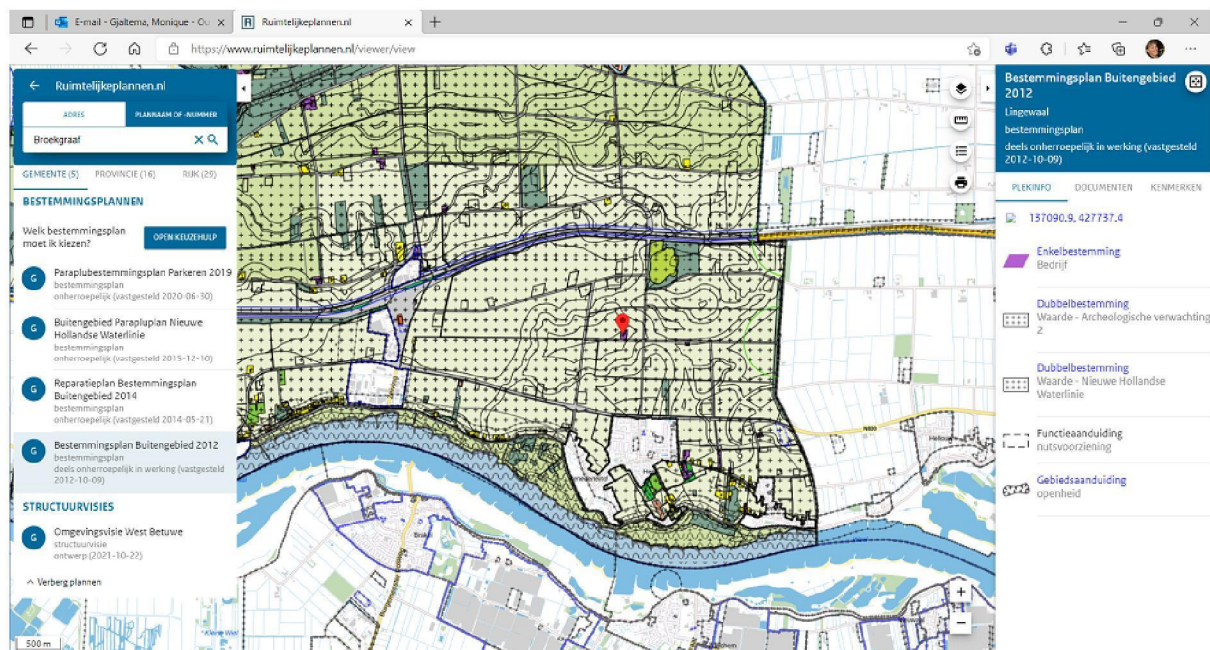 E-mail - Gjaltema, Monique - Ou
Ruimtelijkeplannen.nl
https://www.ruimtelijkeplannen.nl/viewer/view
Ruimtelijkeplannen.nl
ADRES
PLANNAAM OF -NUMMER
Broekgraaf
GEMEENTE (5)
PROVINCIE (16)
RIJK (29)
BESTEMMINGSPLANNEN
Welk bestemmingsplan
moet ik kiezen?
OPEN KEUZEHULP
G
Paraplubestemmingsplan Parkeren 2019
bestemmingsplan
onherroepelijk (vastgesteld 2020-06-30)
G
Buitengebied Parapluplan Nieuwe
Hollandse Waterlinie
bestemmingsplan
onherroepelijk (vastgesteld 2015-12-10)
G
Reparatieplan Bestemmingsplan
Buitengebied 2014
bestemmingsplan
onherroepelijk (vastgesteld 2014-05-21)
G
Bestemmingsplan Buitengebied 2012
bestemmingsplan
deels onherroepelijk in werking (vastgesteld
2012-10-09)
STRUCTUURVISIES
G
Omgevingsvisie West Betuwe
structuurvisie
ontwerp (2021-10-22)
Verberg plannen
500 m
Brakel
Bestemmingsplan Buitengebied
2012
Lingewaal
bestemmingsplan
deels onherroepelijk in werking (vastgesteld
2012-10-09)
PLEKINFO
DOCUMENTEN
KENMERKEN
137090.9, 427737.4
Enkelbestemming
Bedrijf
Dubbelbestemming
Waarde - Archeologische verwachting
2
Dubbelbestemming
Waarde - Nieuwe Hollandse
Waterlinie
Functieaanduiding
nutsvoorziening
Gebiedsaanduiding
openheid